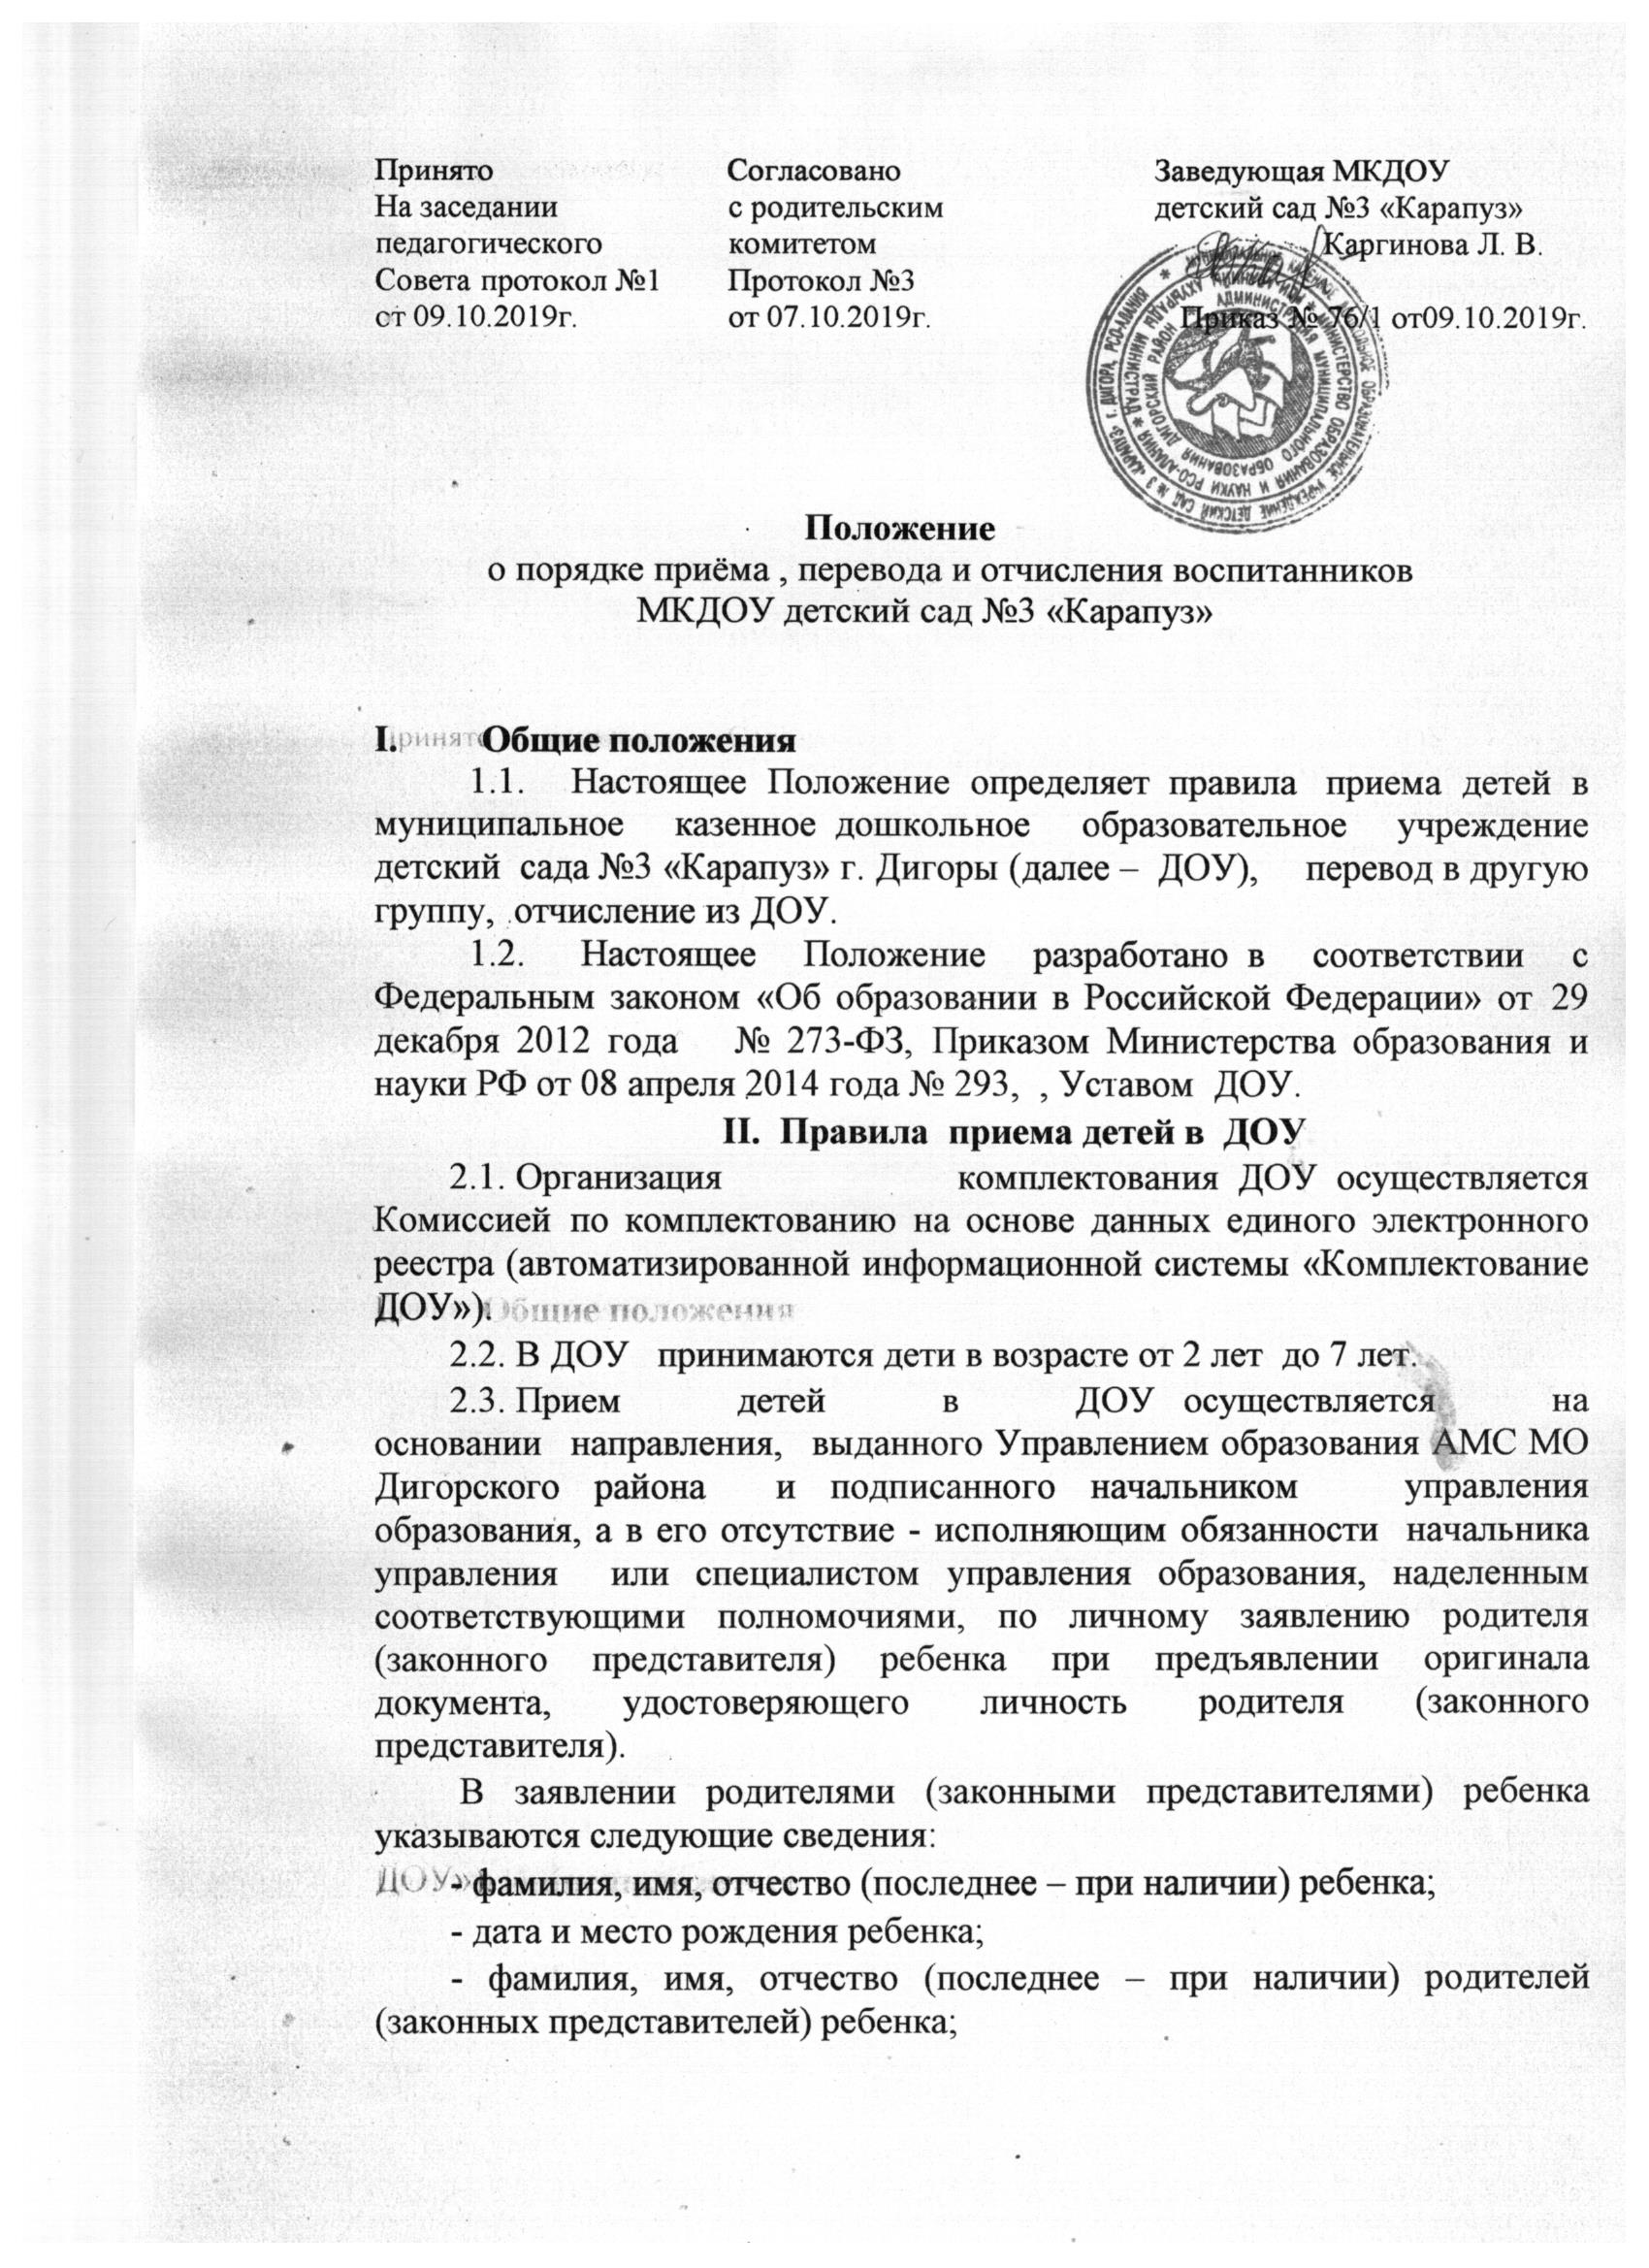 Принято
На заседании
педагогического
Совета протокол №1
от 09.10.2019г.
Согласовано
с родительским
комитетом
Протокол №3
от 07.10.2019г.
Заведующая МКДОУ
детский сад №3 «Карапуз»
Каргинова Л. В.
Приказ № 76/1 от09.10.2019г.
Положение
о порядке приёма , перевода и отчисления воспитанников
МКДОУ детский сад №3 «Карапуз»
I. Общие положения
1.1. Настоящее Положение определяет правила приема детей в
муниципальное казенное дошкольное образовательное учреждение
детский сада №3 «Карапуз» г. Дигоры (далее – ДОУ), перевод в другую
группу, отчисление из ДОУ.
1.2. Настоящее Положение разработано в соответствии с
Федеральным законом «Об образовании в Российской Федерации» от 29
декабря 2012 года № 273-ФЗ, Приказом Министерства образования и
науки РФ от 08 апреля 2014 года № 293, , Уставом ДОУ.
II. Правила приема детей в ДОУ
2.1. Организация комплектования ДОУ осуществляется
Комиссией по комплектованию на основе данных единого электронного
реестра (автоматизированной информационной системы «Комплектование
ДОУ»). Общие положения
2.2. В ДОУ принимаются дети в возрасте от 2 лет до 7 лет.
2.3. Прием детей в ДОУ осуществляется на
основании направления, выданного Управлением образования АМС МО
Дигорского района и подписанного начальником управления
образования, а в его отсутствие - исполняющим обязанности начальника
управления или специалистом управления образования, наделенным
соответствующими полномочиями, по личному заявлению родителя
(законного представителя) ребенка при предъявлении оригинала
документа, удостоверяющего личность родителя (законного
представителя).
В заявлении родителями (законными представителями) ребенка
указываются следующие сведения:
- фамилия, имя, отчество (последнее – при наличии) ребенка;
- дата и место рождения ребенка;
- фамилия, имя, отчество (последнее – при наличии) родителей
(законных представителей) ребенка;